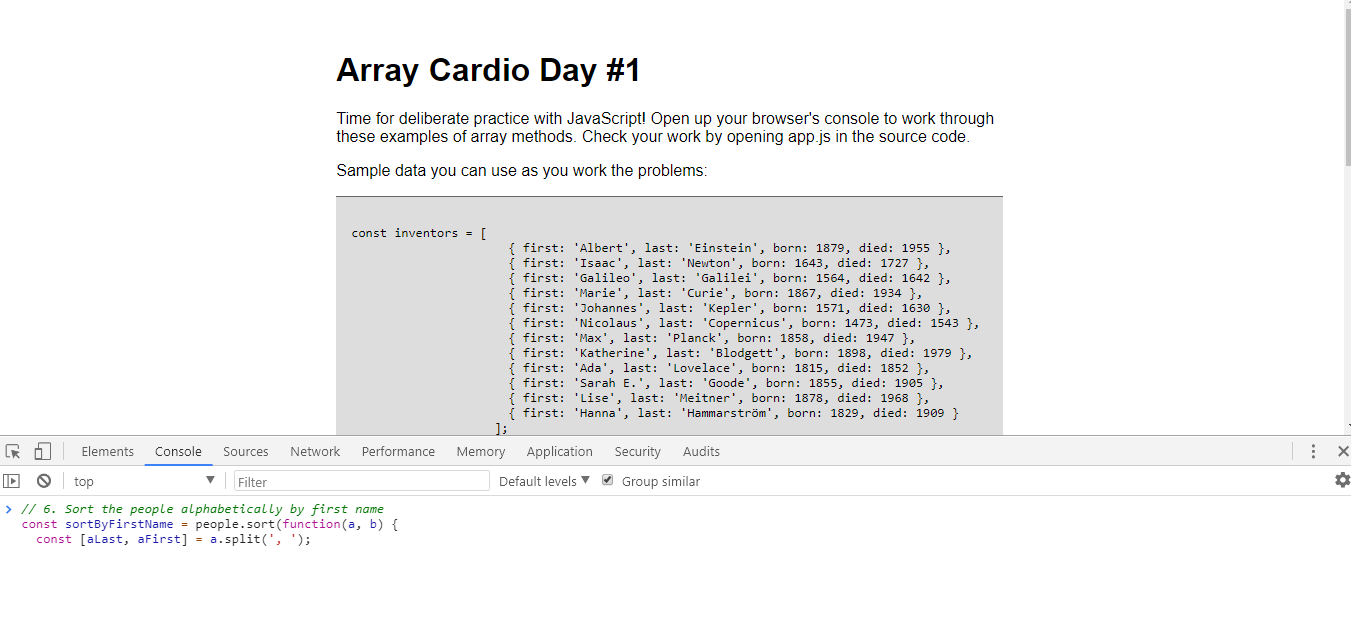 Array Cardio Day #1
Time for deliberate practice with JavaScript! Open up your browser's console to work through
these examples of array methods. Check your work by opening app.js in the source code.
Sample data you can use as you work the problems:
const inventors = [
{ first: 'Albert', last: 'Einstein', born: 1879, died: 1955 },
{ first: 'Isaac', last: 'Newton', born: 1643, died: 1727 },
{ first: 'Galileo', last: 'Galilei', born: 1564, died: 1642 },
{ first: 'Marie', last: 'Curie', born: 1867, died: 1934 },
{ first: 'Johannes', last: 'Kepler', born: 1571, died: 1630 },
{ first: 'Nicolaus', last: 'Copernicus', born: 1473, died: 1543 },
{ first: 'Max', last: 'Planck', born: 1858, died: 1947 },
{ first: 'Katherine', last: 'Blodgett', born: 1898, died: 1979 },
{ first: 'Ada', last: 'Lovelace', born: 1815, died: 1852 },
{ first: 'Sarah E.', last: 'Goode', born: 1855, died: 1905 },
{ first: 'Lise', last: 'Meitner', born: 1878, died: 1968 },
{ first: 'Hanna', last: 'Hammarström', born: 1829, died: 1909 }
];
Elements Console Sources Network Performance Memory Application Security Audits
top Filter Default levels Group similar
// 6. Sort the people alphabetically by first name
const sortByFirstName = people.sort(function(a, b) {
const [aLast, aFirst] = a.split(', ');